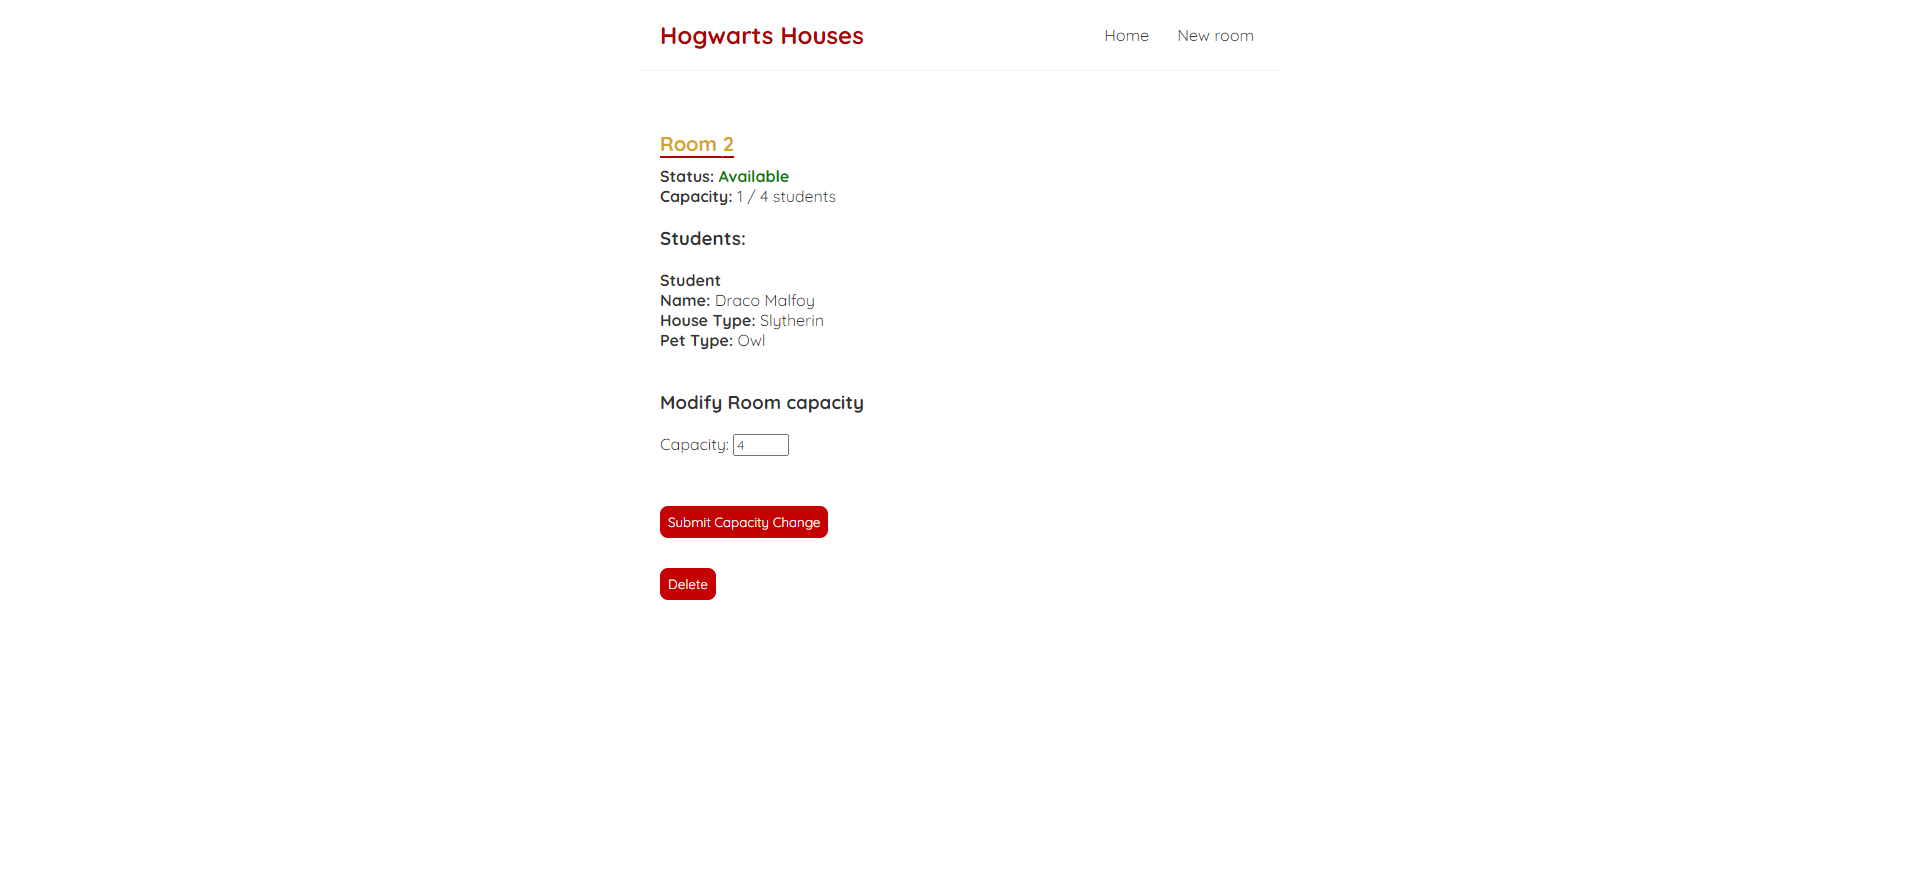 Hogwarts Houses
Home
New room
Room 2
Status: Available
Capacity: 1 / 4 students
Students:
Student
Name: Draco Malfoy
House Type: Slytherin
Pet Type: Owl
Modify Room capacity
Capacity: 4
Submit Capacity Change
Delete